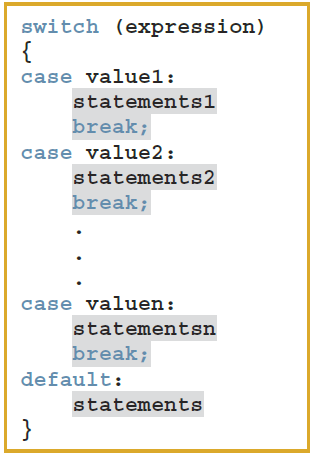 switch (expression)
{
case value1:
statements1
break;
case value2:
statements2
break;
.
.
.
case valuen:
statementsn
break;
default:
statements
}